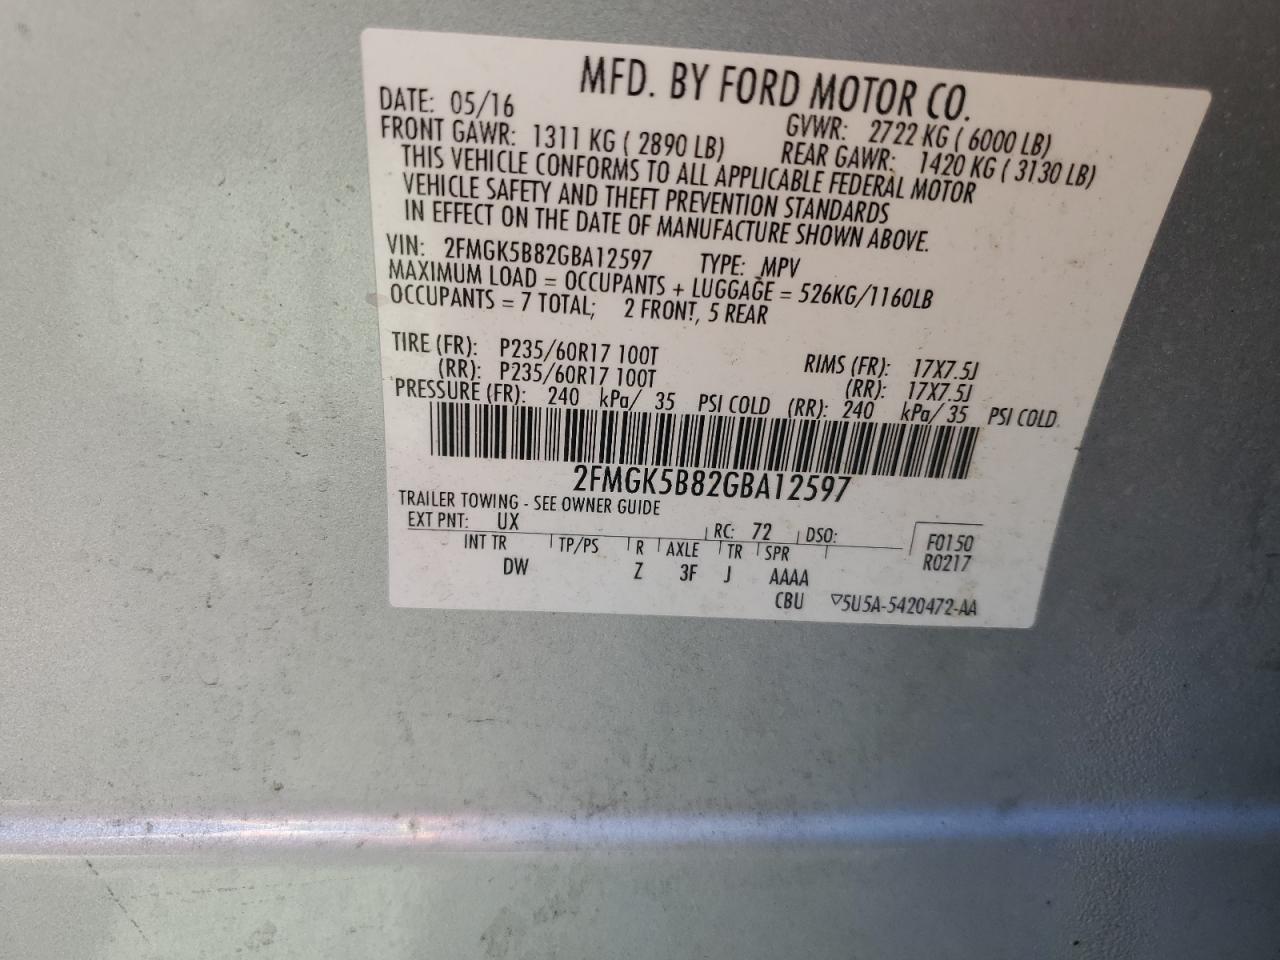 MFD. BY FORD MOTOR CO.
DATE: 05/16 GVWR: 2722 KG ( 6000 LB)
FRONT GAWR: 1311 KG ( 2890 LB) REAR GAWR: 1420 KG ( 3130 LB)
THIS VEHICLE CONFORMS TO ALL APPLICABLE FEDERAL MOTOR
VEHICLE SAFETY AND THEFT PREVENTION STANDARDS
IN EFFECT ON THE DATE OF MANUFACTURE SHOWN ABOVE.
VIN: 2FMGK5B82GBA12597 TYPE: MPV
MAXIMUM LOAD = OCCUPANTS + LUGGAGE = 526KG/1160LB
OCCUPANTS = 7 TOTAL; 2 FRONT, 5 REAR
TIRE (FR): P235/60R17 100T RIMS (FR): 17X7.5J
(RR): P235/60R17 100T (RR): 17X7.5J
PRESSURE (FR): 240 kPa/ 35 PSI COLD (RR): 240 kPa/ 35 PSI COLD
2FMGK5B82GBA12597
TRAILER TOWING - SEE OWNER GUIDE
EXT PNT: UX RC: 72 DSO: F0150
INT TR TP/PS R AXLE TR SPR R0217
DW Z 3F J AAAA
CBU ▽5U5A-5420472-AA